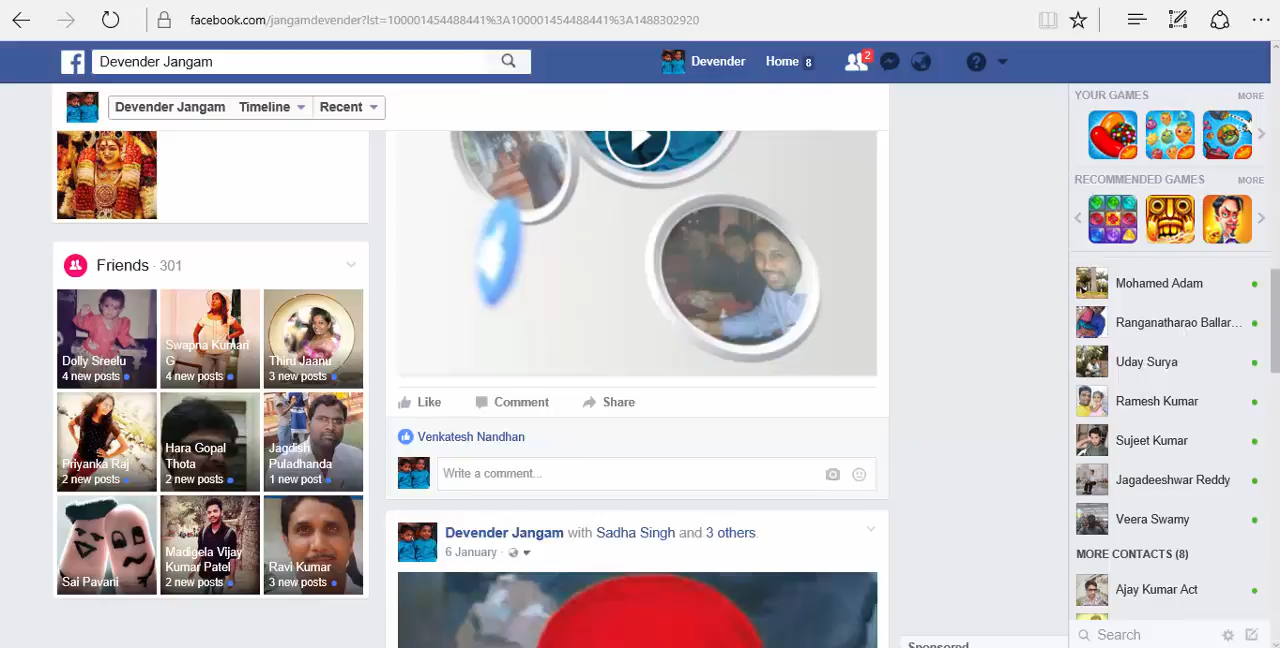 facebook.com/jangamdevender?lst=100001454488441%3A100001454488441%3A1488302920
f Devender Jangam Devender Home 8 2 ?
Devender Jangam Timeline Recent
Friends · 301
Dolly Sreelu
4 new posts
Swapna Kumari
G
4 new posts
Thiru Jaanu
3 new posts
Priyanka Raj
2 new posts
Hara Gopal
Thota
2 new posts
Jagdish
Puladhanda
1 new post
Sai Pavani
Madigela Vijay
Kumar Patel
2 new posts
Ravi Kumar
3 new posts
Like Comment Share
Venkatesh Nandhan
Write a comment...
Devender Jangam with Sadha Singh and 3 others.
6 January ·
Sponsored
YOUR GAMES MORE
RECOMMENDED GAMES MORE
Mohamed Adam
Ranganatharao Ballar...
Uday Surya
Ramesh Kumar
Sujeet Kumar
Jagadeeshwar Reddy
Veera Swamy
MORE CONTACTS (8)
Ajay Kumar Act
Search